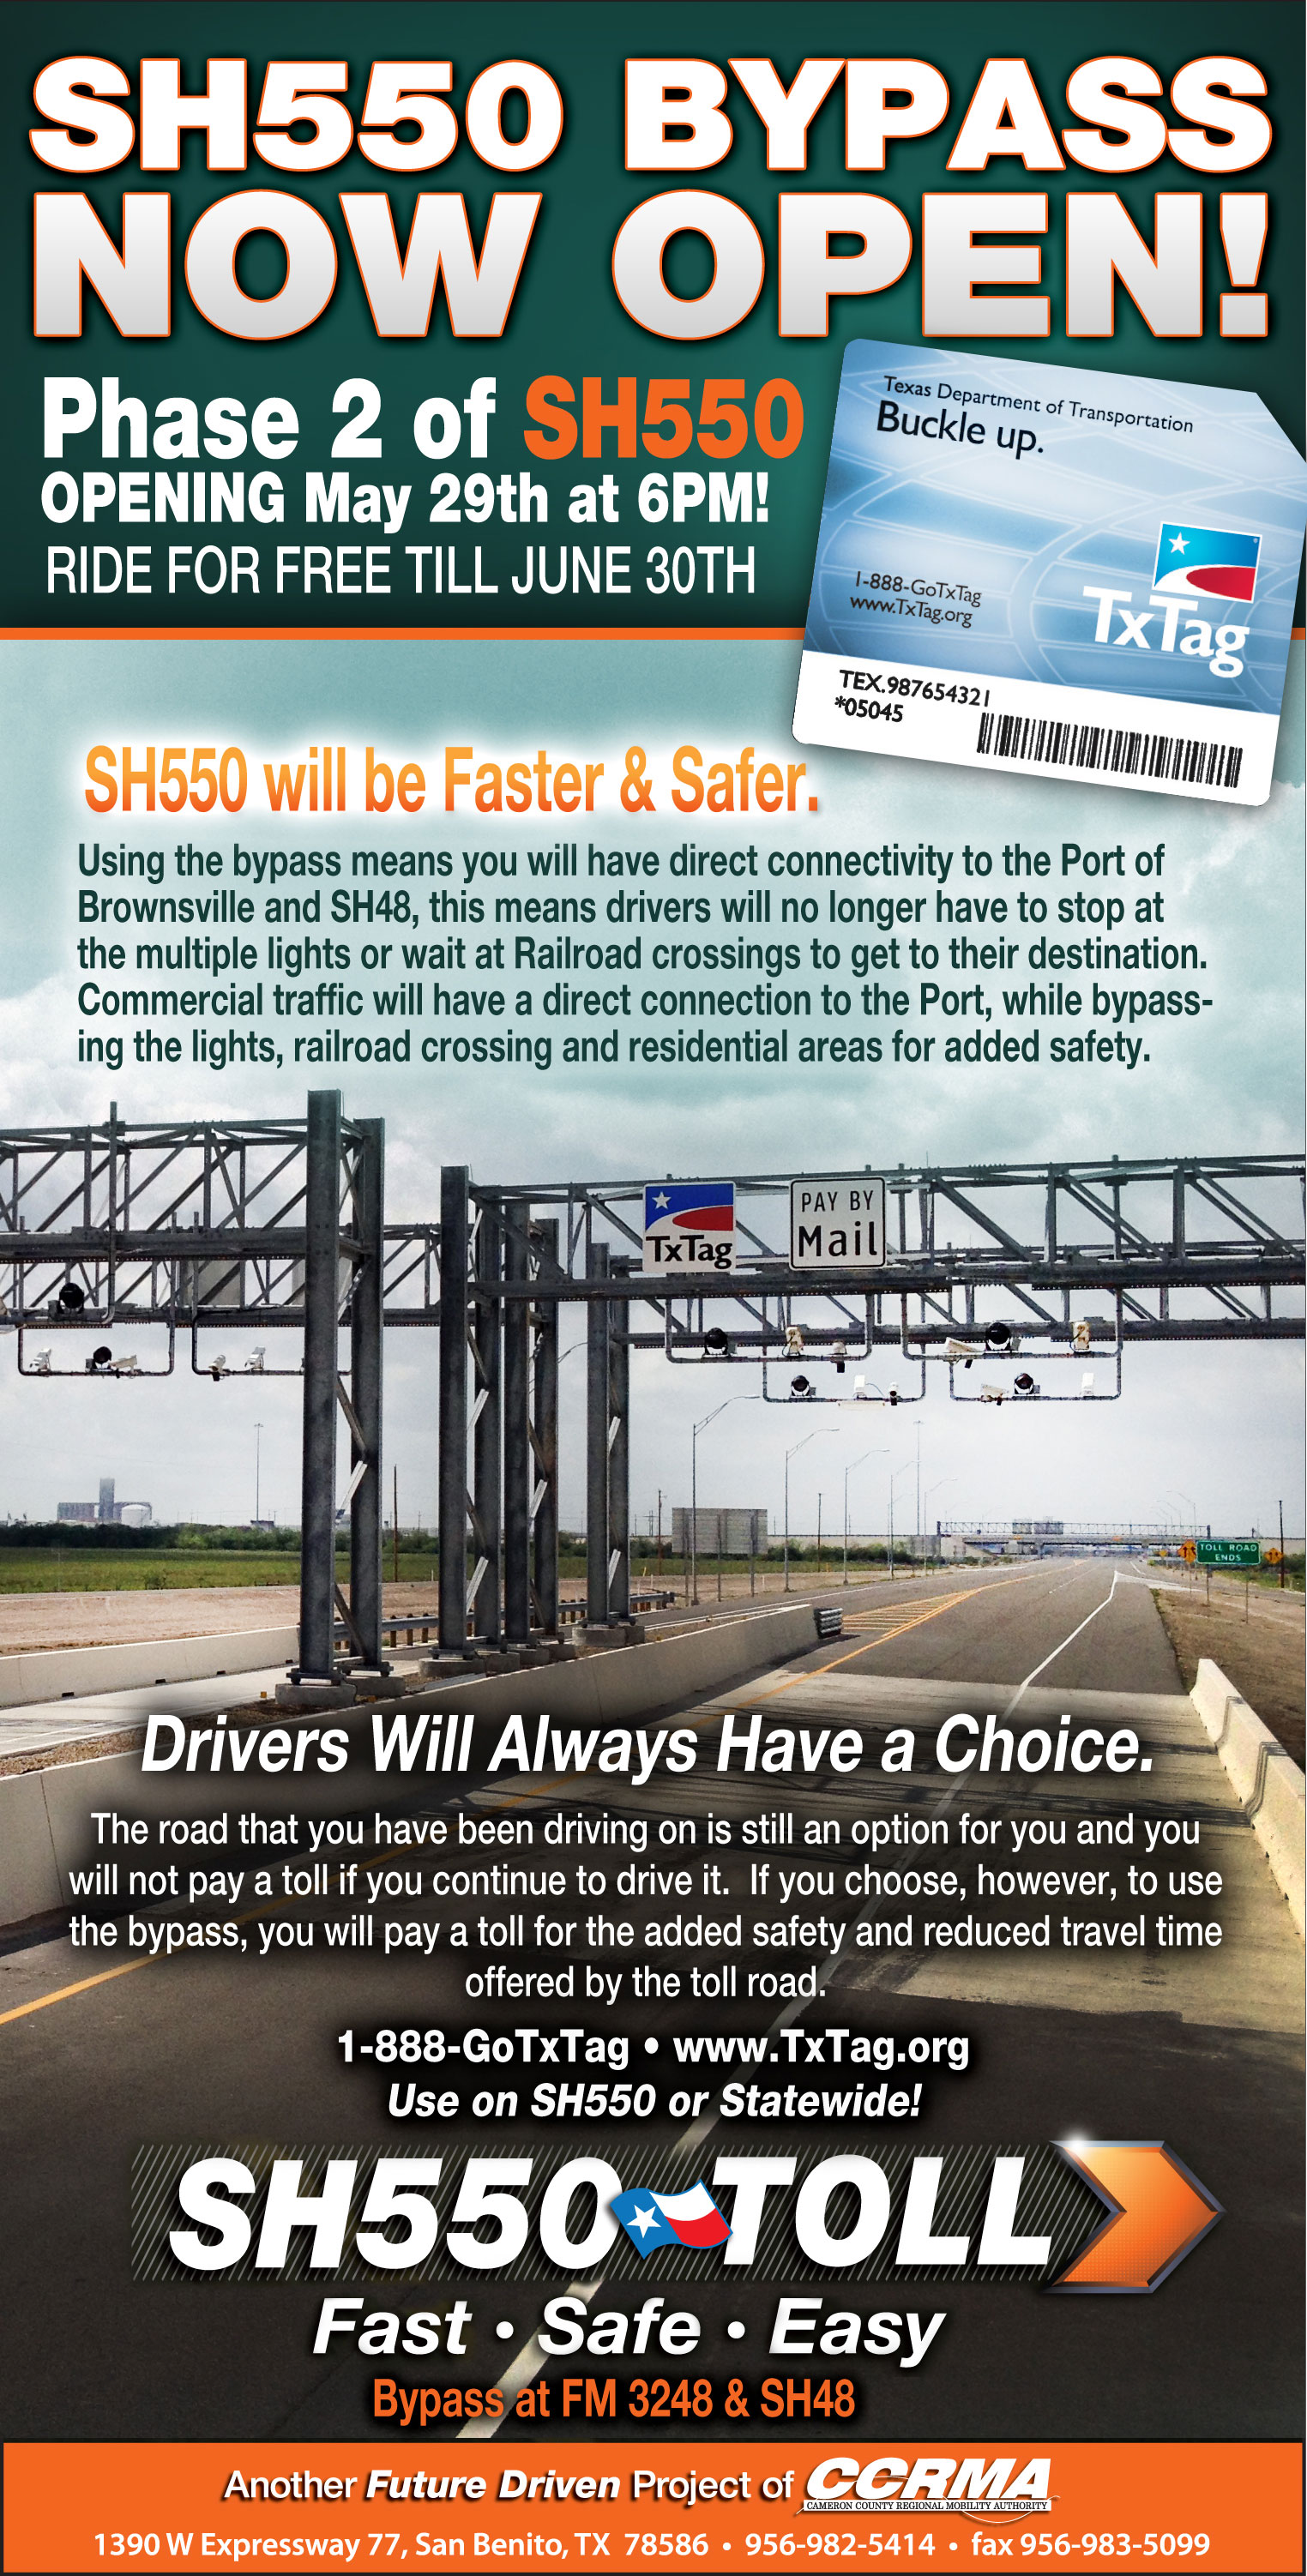 SH550 BYPASS
NOW OPEN!
Phase 2 of SH550
OPENING May 29th at 6PM!
RIDE FOR FREE TILL JUNE 30TH
Texas Department of Transportation
Buckle up.
1-888-GoTxTag
www.TxTag.org
TxTag
TEX.987654321
*05045
SH550 will be Faster & Safer.
Using the bypass means you will have direct connectivity to the Port of
Brownsville and SH48, this means drivers will no longer have to stop at
the multiple lights or wait at Railroad crossings to get to their destination.
Commercial traffic will have a direct connection to the Port, while bypass-
ing the lights, railroad crossing and residential areas for added safety.
TxTag
PAY BY
Mail
TOLL ROAD
ENDS
Drivers Will Always Have a Choice.
The road that you have been driving on is still an option for you and you
will not pay a toll if you continue to drive it.  If you choose, however, to use
the bypass, you will pay a toll for the added safety and reduced travel time
offered by the toll road.
1-888-GoTxTag • www.TxTag.org
Use on SH550 or Statewide!
SH550 TOLL
Fast • Safe • Easy
Bypass at FM 3248 & SH48
Another Future Driven Project of CCRMA
CAMERON COUNTY REGIONAL MOBILITY AUTHORITY
1390 W Expressway 77, San Benito, TX  78586 • 956-982-5414 • fax 956-983-5099